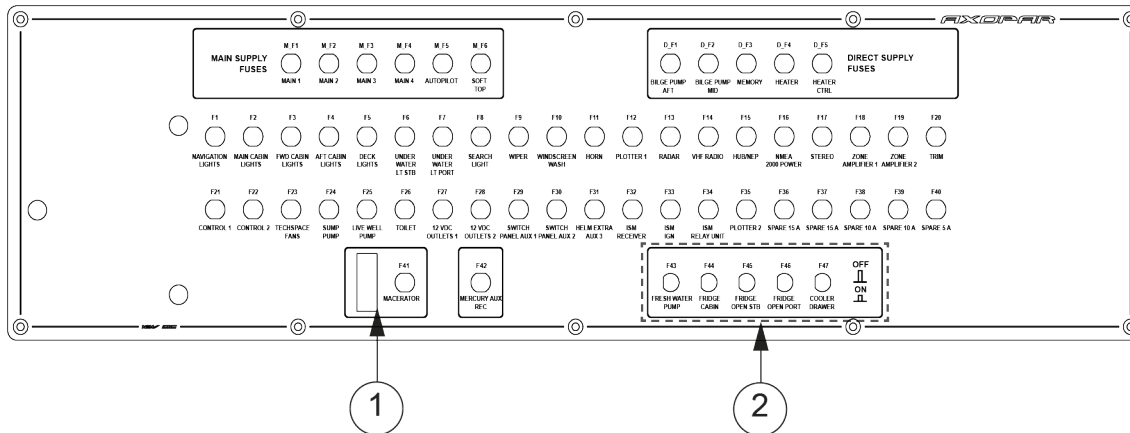 AXOPAR
MAIN SUPPLY
FUSES
M_F1 M_F2 M_F3 M_F4 M_F5 M_F6
MAIN 1 MAIN 2 MAIN 3 MAIN 4 AUTOPILOT SOFT
TOP
D_F1 D_F2 D_F3 D_F4 D_F5
BILGE PUMP
AFT
BILGE PUMP
MID
MEMORY
HEATER
HEATER
CTRL
DIRECT SUPPLY
FUSES
F1 F2 F3 F4 F5 F6 F7 F8 F9 F10 F11 F12 F13 F14 F15 F16 F17 F18 F19 F20
NAVIGATION
LIGHTS
MAIN CABIN
LIGHTS
FWD CABIN
LIGHTS
AFT CABIN
LIGHTS
DECK
LIGHTS
UNDER
WATER
LT STB
UNDER
WATER
LT PORT
SEARCH
LIGHT
WIPER
WINDSCREEN
WASH
HORN
PLOTTER 1
RADAR
VHF RADIO
HUB/NEP
NMEA
2000 POWER
STEREO
ZONE
AMPLIFIER 1
ZONE
AMPLIFIER 2
TRIM
F21 F22 F23 F24 F25 F26 F27 F28 F29 F30 F31 F32 F33 F34 F35 F36 F37 F38 F39 F40
CONTROL 1
CONTROL 2
TECHSPACE
FANS
SUMP
PUMP
LIVE WELL
PUMP
TOILET
12 VDC
OUTLETS 1
12 VDC
OUTLETS 2
SWITCH
PANEL AUX 1
SWITCH
PANEL AUX 2
HELM EXTRA
AUX 3
ISM
RECEIVER
ISM
IGN
ISM
RELAY UNIT
PLOTTER 2
SPARE 15 A
SPARE 15 A
SPARE 10 A
SPARE 10 A
SPARE 5 A
F41
MACERATOR
F42
MERCURY AUX
REC
F43 F44 F45 F46 F47
FRESH WATER
PUMP
FRIDGE
CABIN
FRIDGE
OPEN STB
FRIDGE
OPEN PORT
COOLER
DRAWER
OFF
ON
1
2